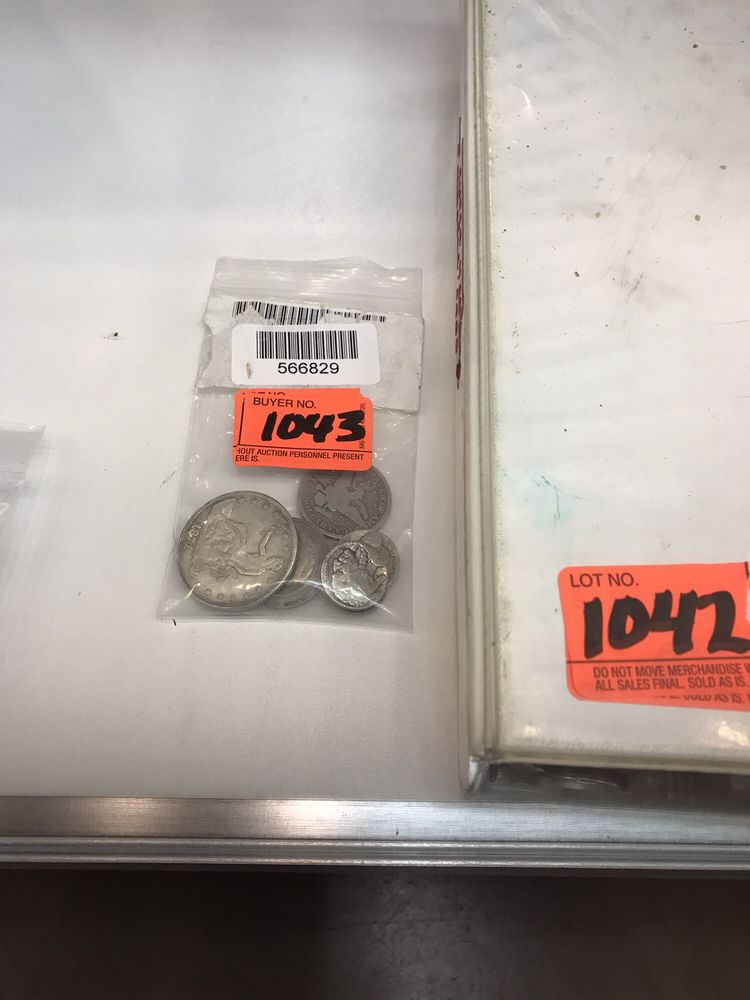 566829
BUYER NO.
1043
HOUT AUCTION PERSONNEL PRESENT
ERE IS.
LOT NO.
1042
DO NOT MOVE MERCHANDISE
ALL SALES FINAL, SOLD AS IS.